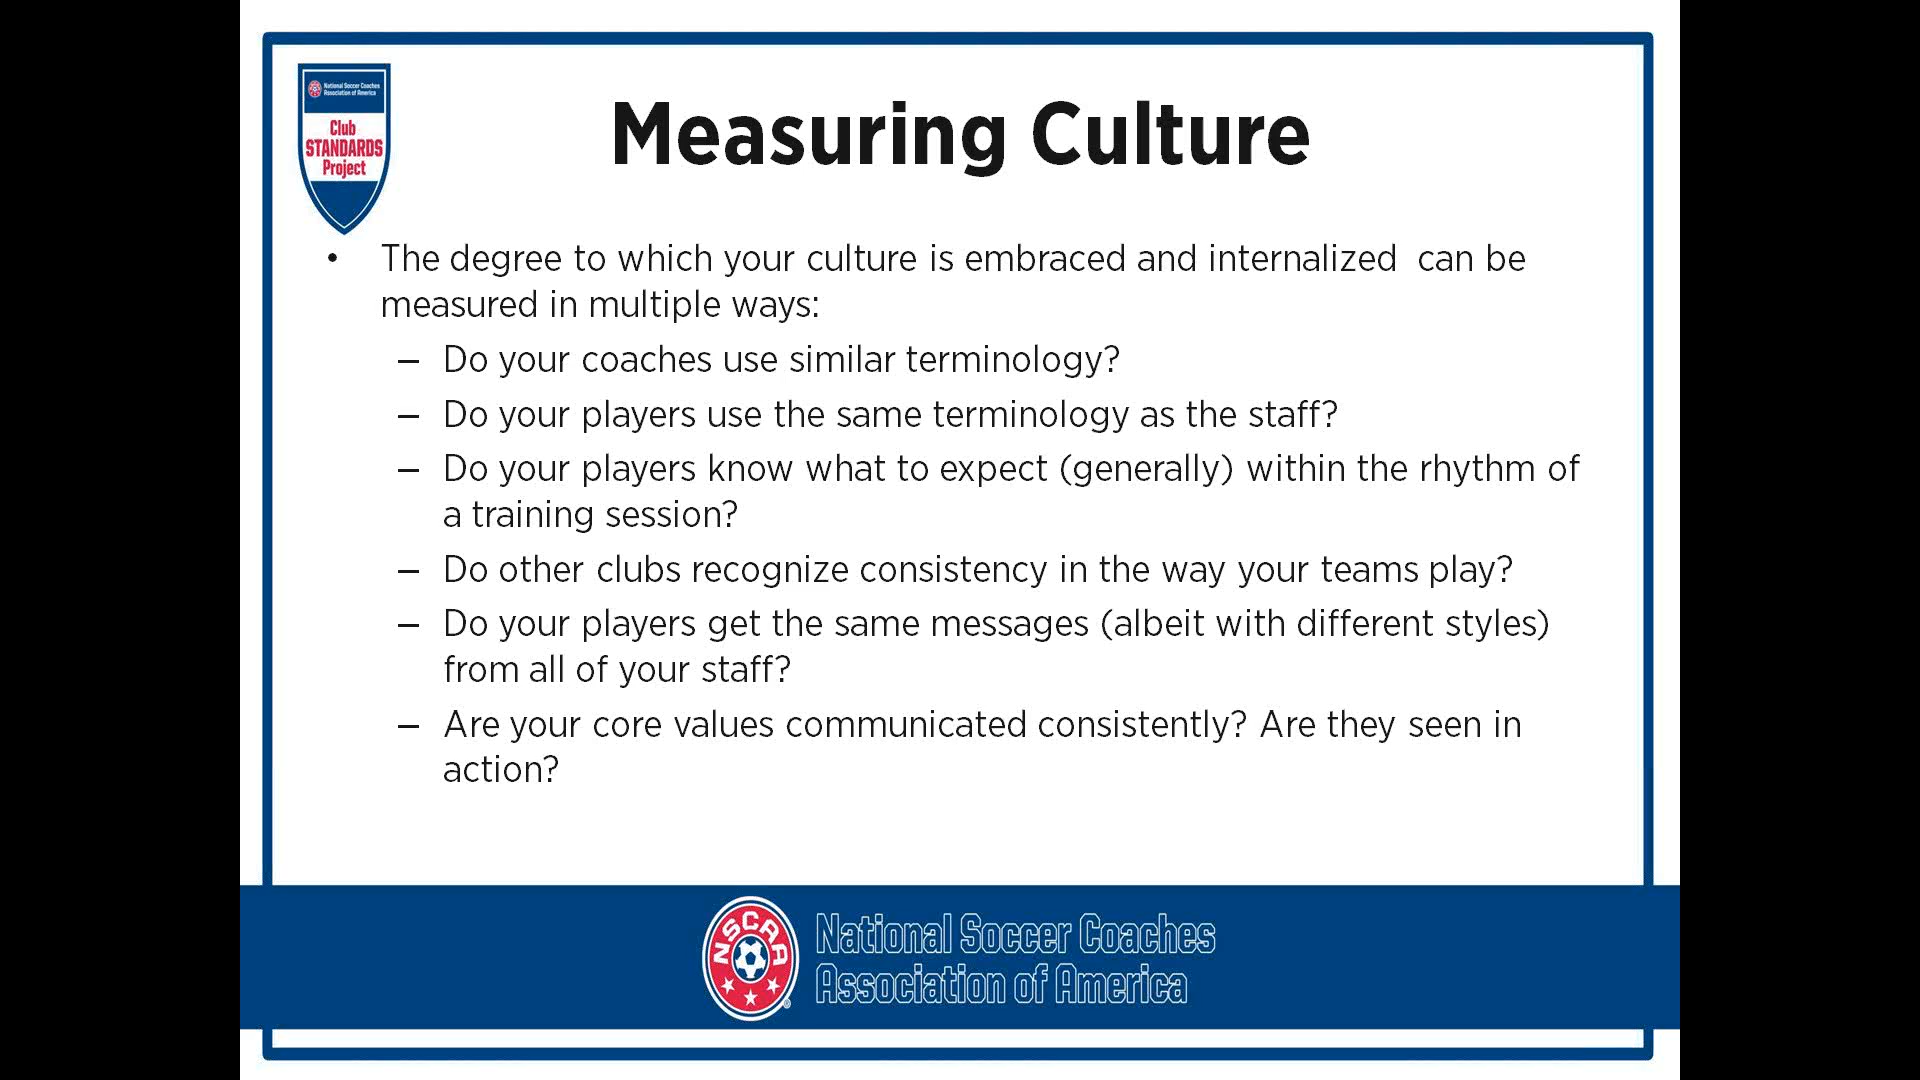 National Soccer Coaches
Association of America
Club
STANDARDS
Project
Measuring Culture
• The degree to which your culture is embraced and internalized  can be
measured in multiple ways:
– Do your coaches use similar terminology?
– Do your players use the same terminology as the staff?
– Do your players know what to expect (generally) within the rhythm of
a training session?
– Do other clubs recognize consistency in the way your teams play?
– Do your players get the same messages (albeit with different styles)
from all of your staff?
– Are your core values communicated consistently? Are they seen in
action?
NSCAA
®
National Soccer Coaches
Association of America